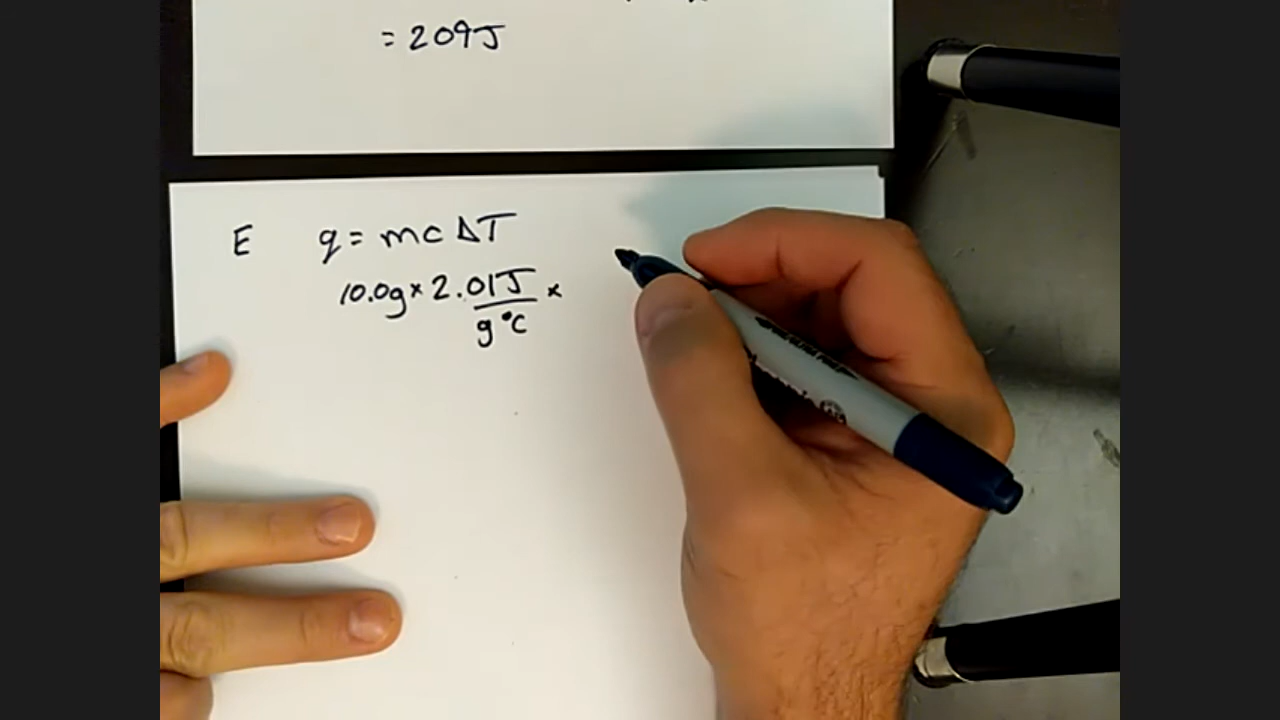 = 209J
E q = mcΔT
10.0g × 2.01J ×
g °C